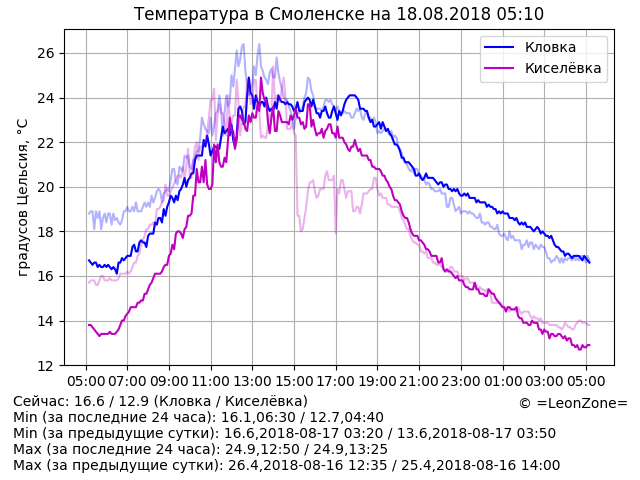 Температура в Смоленске на 18.08.2018 05:10
градусов Цельсия, °C
26
24
22
20
18
16
14
12
Кловка
Киселёвка
05:00 07:00 09:00 11:00 13:00 15:00 17:00 19:00 21:00 23:00 01:00 03:00 05:00
Сейчас: 16.6 / 12.9 (Кловка / Киселёвка)
© =LeonZone=
Min (за последние 24 часа): 16.1,06:30 / 12.7,04:40
Min (за предыдущие сутки): 16.6,2018-08-17 03:20 / 13.6,2018-08-17 03:50
Max (за последние 24 часа): 24.9,12:50 / 24.9,13:25
Max (за предыдущие сутки): 26.4,2018-08-16 12:35 / 25.4,2018-08-16 14:00